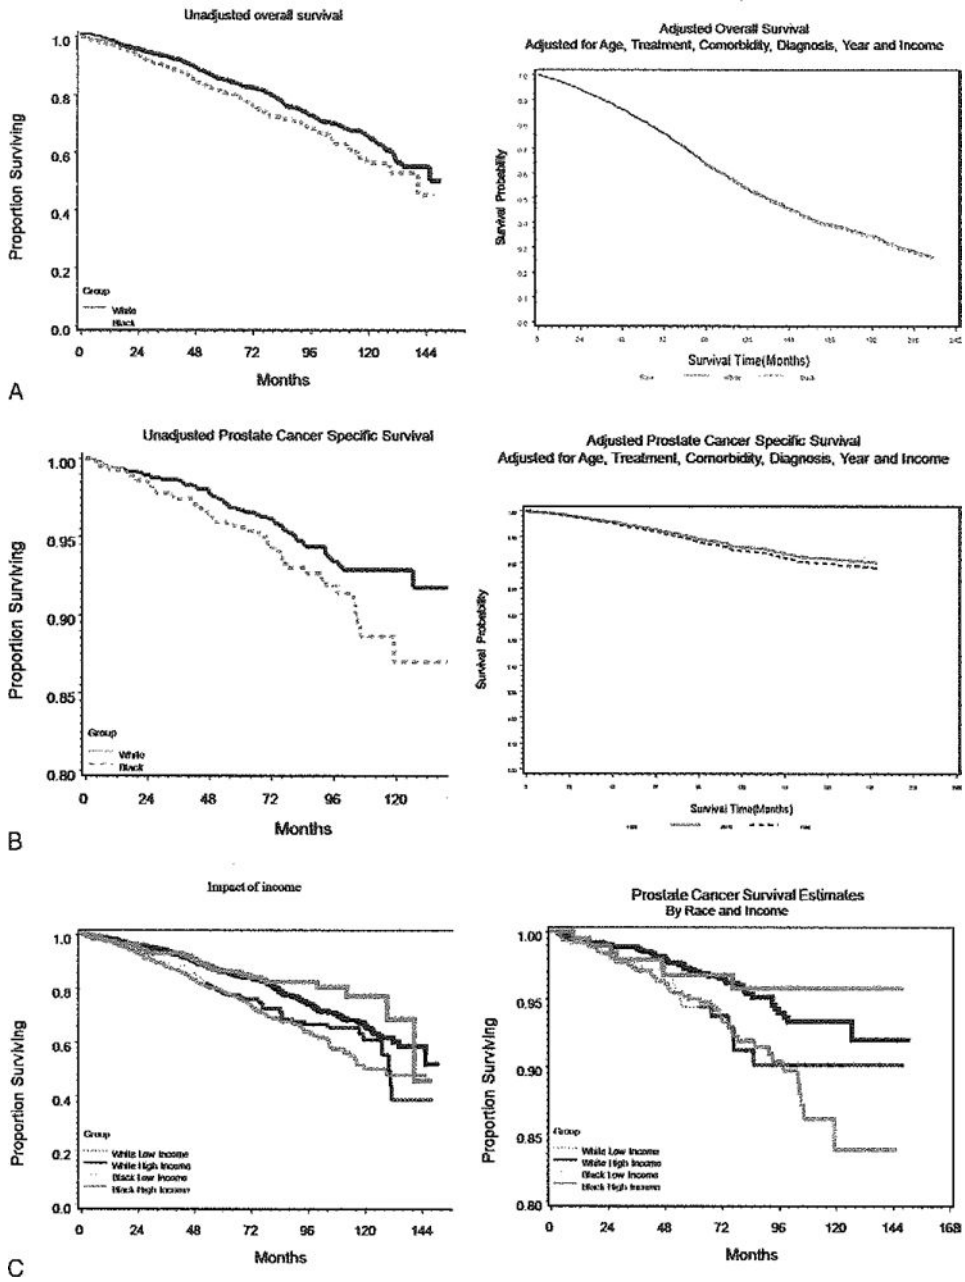 Unadjusted overall survival
Proportion Surviving
1.0
0.8
0.6
0.4
0.2
0.0
Group
White
Black
0 24 48 72 96 120 144
Months
Adjusted Overall Survival
Adjusted for Age, Treatment, Comorbidity, Diagnosis, Year and Income
Survival Probability
Survival Time(Months)
A
Unadjusted Prostate Cancer Specific Survival
Proportion Surviving
1.00
0.95
0.90
0.85
0.80
Group
White
Black
0 24 48 72 96 120
Months
Adjusted Prostate Cancer Specific Survival
Adjusted for Age, Treatment, Comorbidity, Diagnosis, Year and Income
Survival Probability
Survival Time(Months)
B
Impact of income
Proportion Surviving
1.0
0.8
0.6
0.4
0.2
0.0
Group
White Low Income
White High Income
Black Low Income
Black High Income
0 24 48 72 96 120 144
Months
Prostate Cancer Survival Estimates
By Race and Income
Proportion Surviving
1.00
0.95
0.90
0.85
0.80
Group
White Low Income
White High Income
Black Low Income
Black High Income
0 24 48 72 96 120 144 168
Months
C